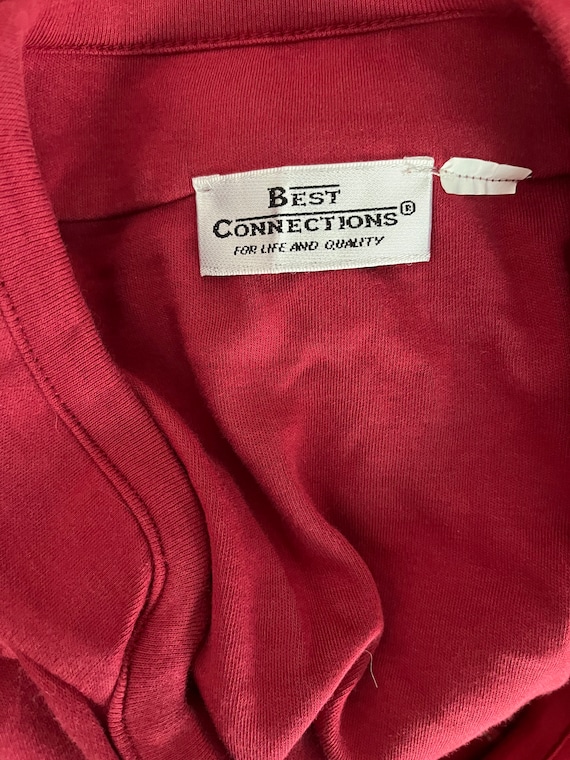 BEST
CONNECTIONS®
FOR LIFE AND QUALITY